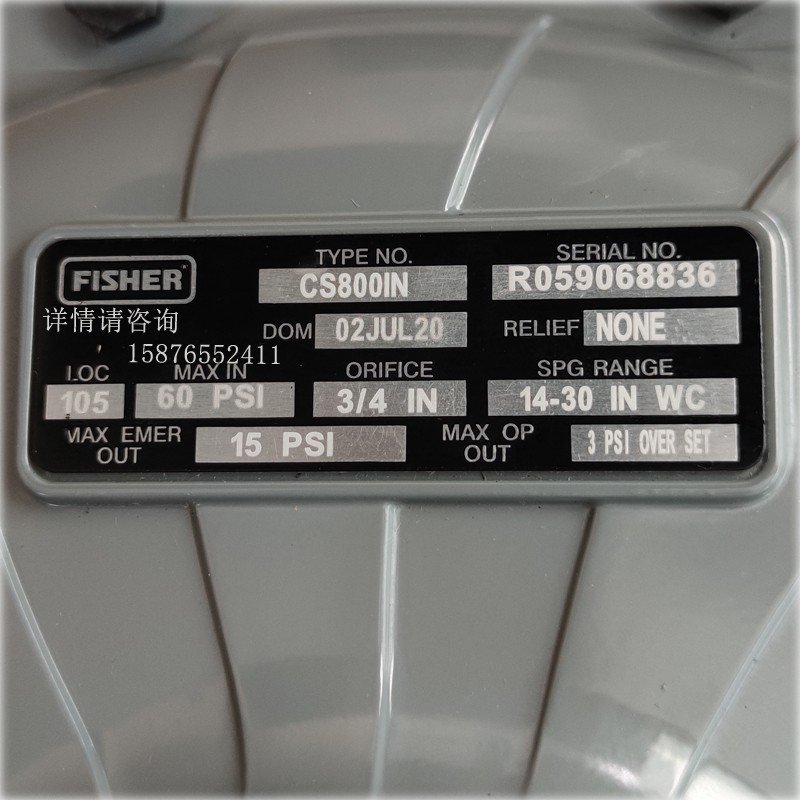 FISHER
TYPE NO.
CS800IN
SERIAL NO.
R059068836
详情请咨询
15876552411
DOM 02JUL20
RELIEF NONE
LOC
105
MAX IN
60 PSI
ORIFICE
3/4 IN
SPG RANGE
14-30 IN WC
MAX EMER OUT
15 PSI
MAX OP OUT
3 PSI OVER SET